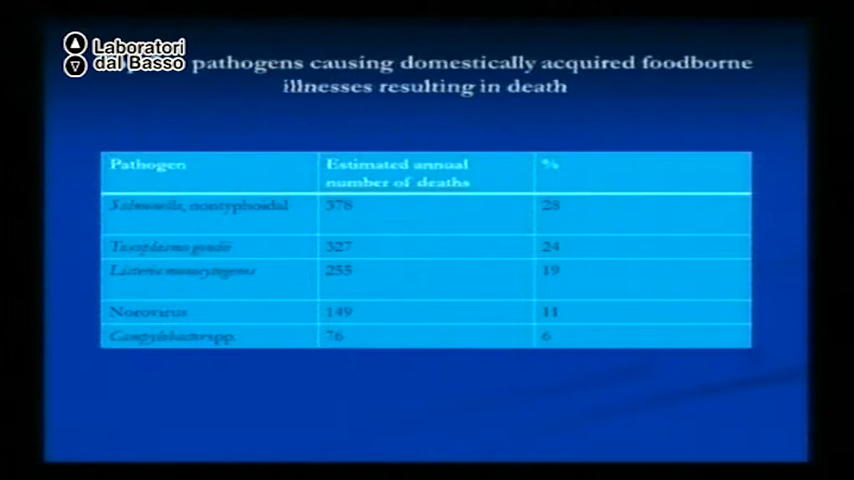 Laboratori
dal Basso
pathogens causing domestically acquired foodborne
illnesses resulting in death
Pathogen
Estimated annual
number of deaths
%
Salmonella, nontyphoidal 378 28
Toxoplasma gondii 327 24
Listeria monocytogenes 255 19
Norovirus 149 11
Campylobacter spp. 76 6